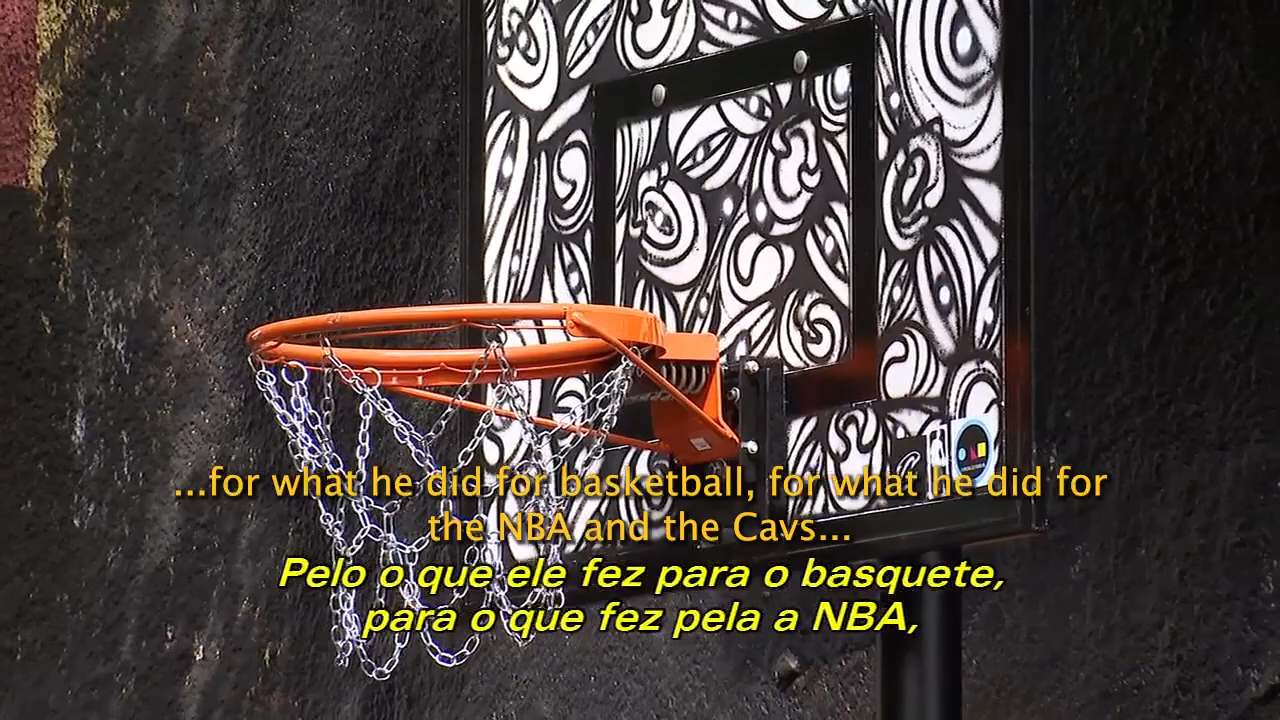 ...for what he did for basketball, for what he did for
the NBA and the Cavs...
Pelo o que ele fez para o basquete,
para o que fez pela a NBA,